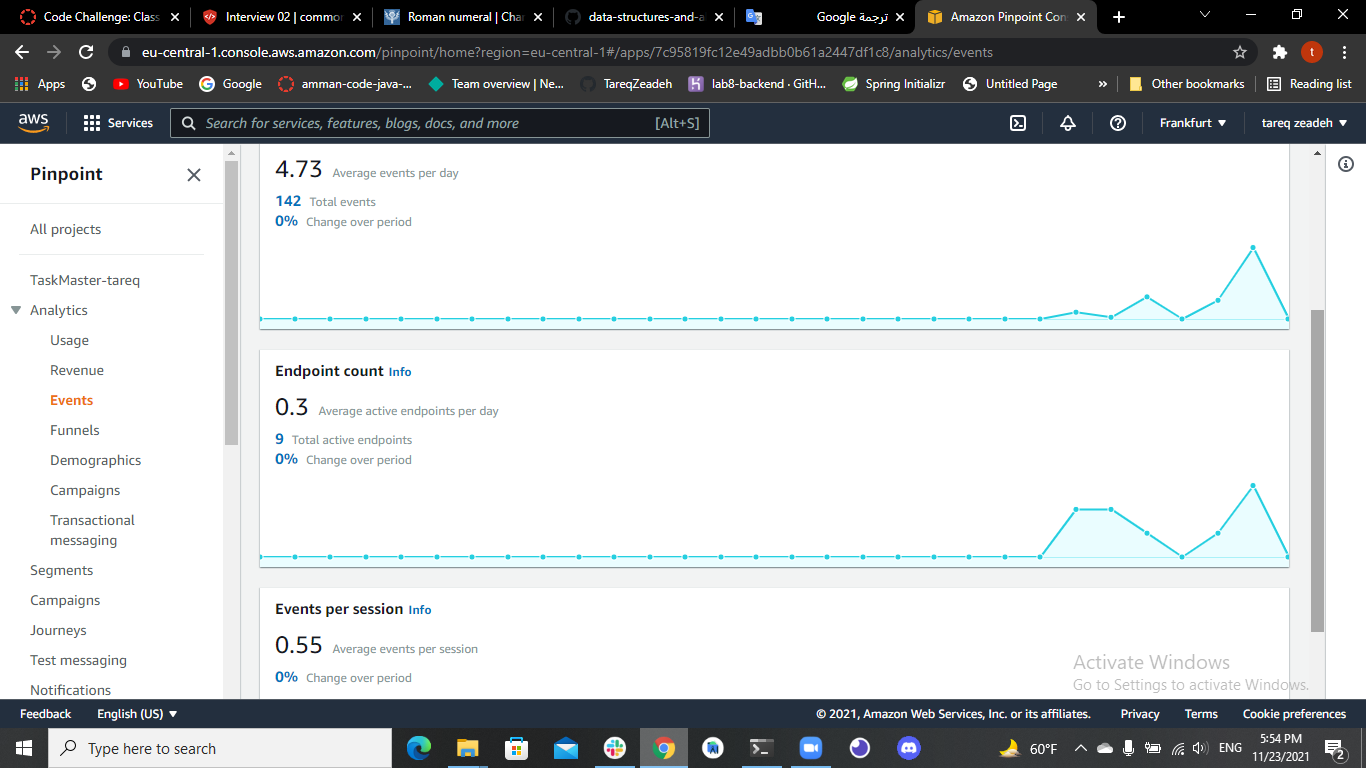 Code Challenge: Class
Interview 02 | common
Roman numeral | Cha
data-structures-and-a
ترجمة Google
Amazon Pinpoint Con
eu-central-1.console.aws.amazon.com/pinpoint/home?region=eu-central-1#/apps/7c95819fc12e49adbb0b61a2447df1c8/analytics/events
t
Apps
YouTube
Google
amman-code-java-...
Team overview | Ne...
TareqZeadeh
lab8-backend · GitH...
Spring Initializr
Untitled Page
»
Other bookmarks
Reading list
aws
Services
Search for services, features, blogs, docs, and more
[Alt+S]
Frankfurt
tareq zeadeh
Pinpoint
All projects
TaskMaster-tareq
Analytics
Usage
Revenue
Events
Funnels
Demographics
Campaigns
Transactional
messaging
Segments
Campaigns
Journeys
Test messaging
Notifications
4.73 Average events per day
142 Total events
0% Change over period
Endpoint count Info
0.3 Average active endpoints per day
9 Total active endpoints
0% Change over period
Events per session Info
0.55 Average events per session
0% Change over period
Activate Windows
Go to Settings to activate Windows.
Feedback
English (US)
© 2021, Amazon Web Services, Inc. or its affiliates.
Privacy
Terms
Cookie preferences
Type here to search
60°F
ENG
5:54 PM
11/23/2021
2